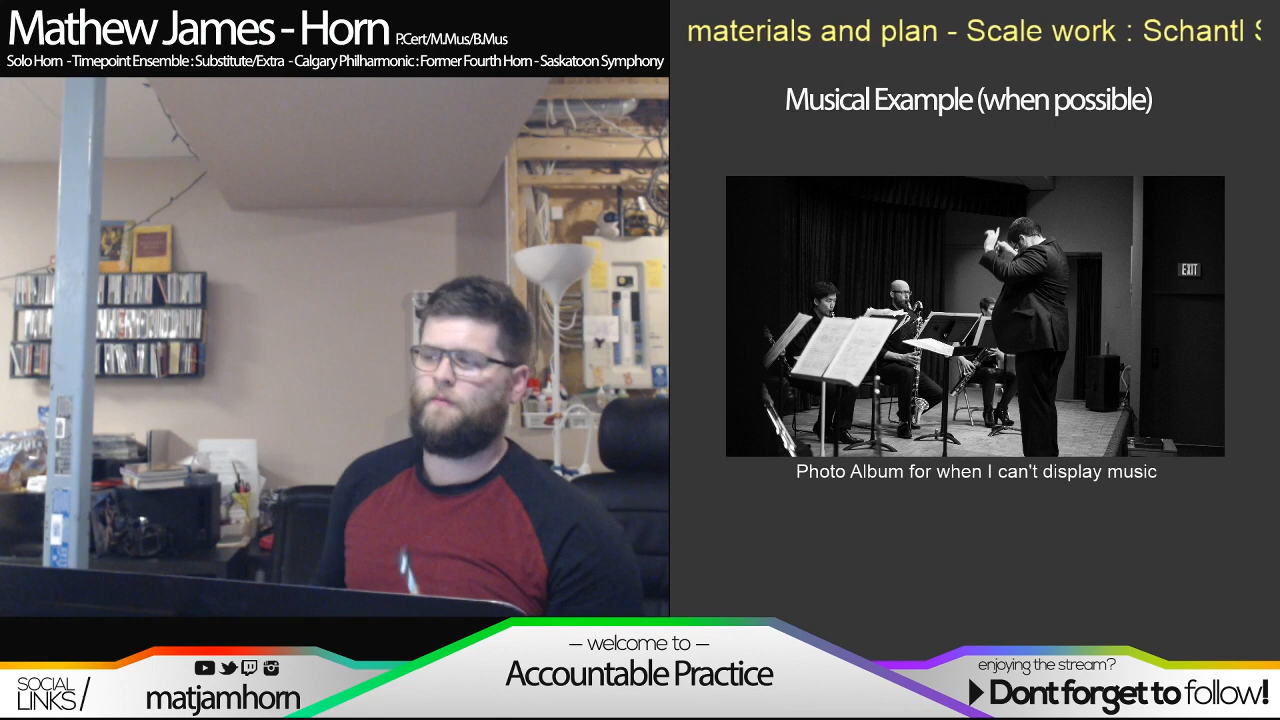 Mathew James - Horn P.Cert/M.Mus/B.Mus
Solo Horn - Timepoint Ensemble : Substitute/Extra - Calgary Philharmonic : Former Fourth Horn - Saskatoon Symphony
materials and plan - Scale work : Schantl
Musical Example (when possible)
EXIT
Photo Album for when I can't display music
SOCIAL
LINKS/
matjamhorn
— welcome to —
Accountable Practice
enjoying the stream?
Dont forget to follow!